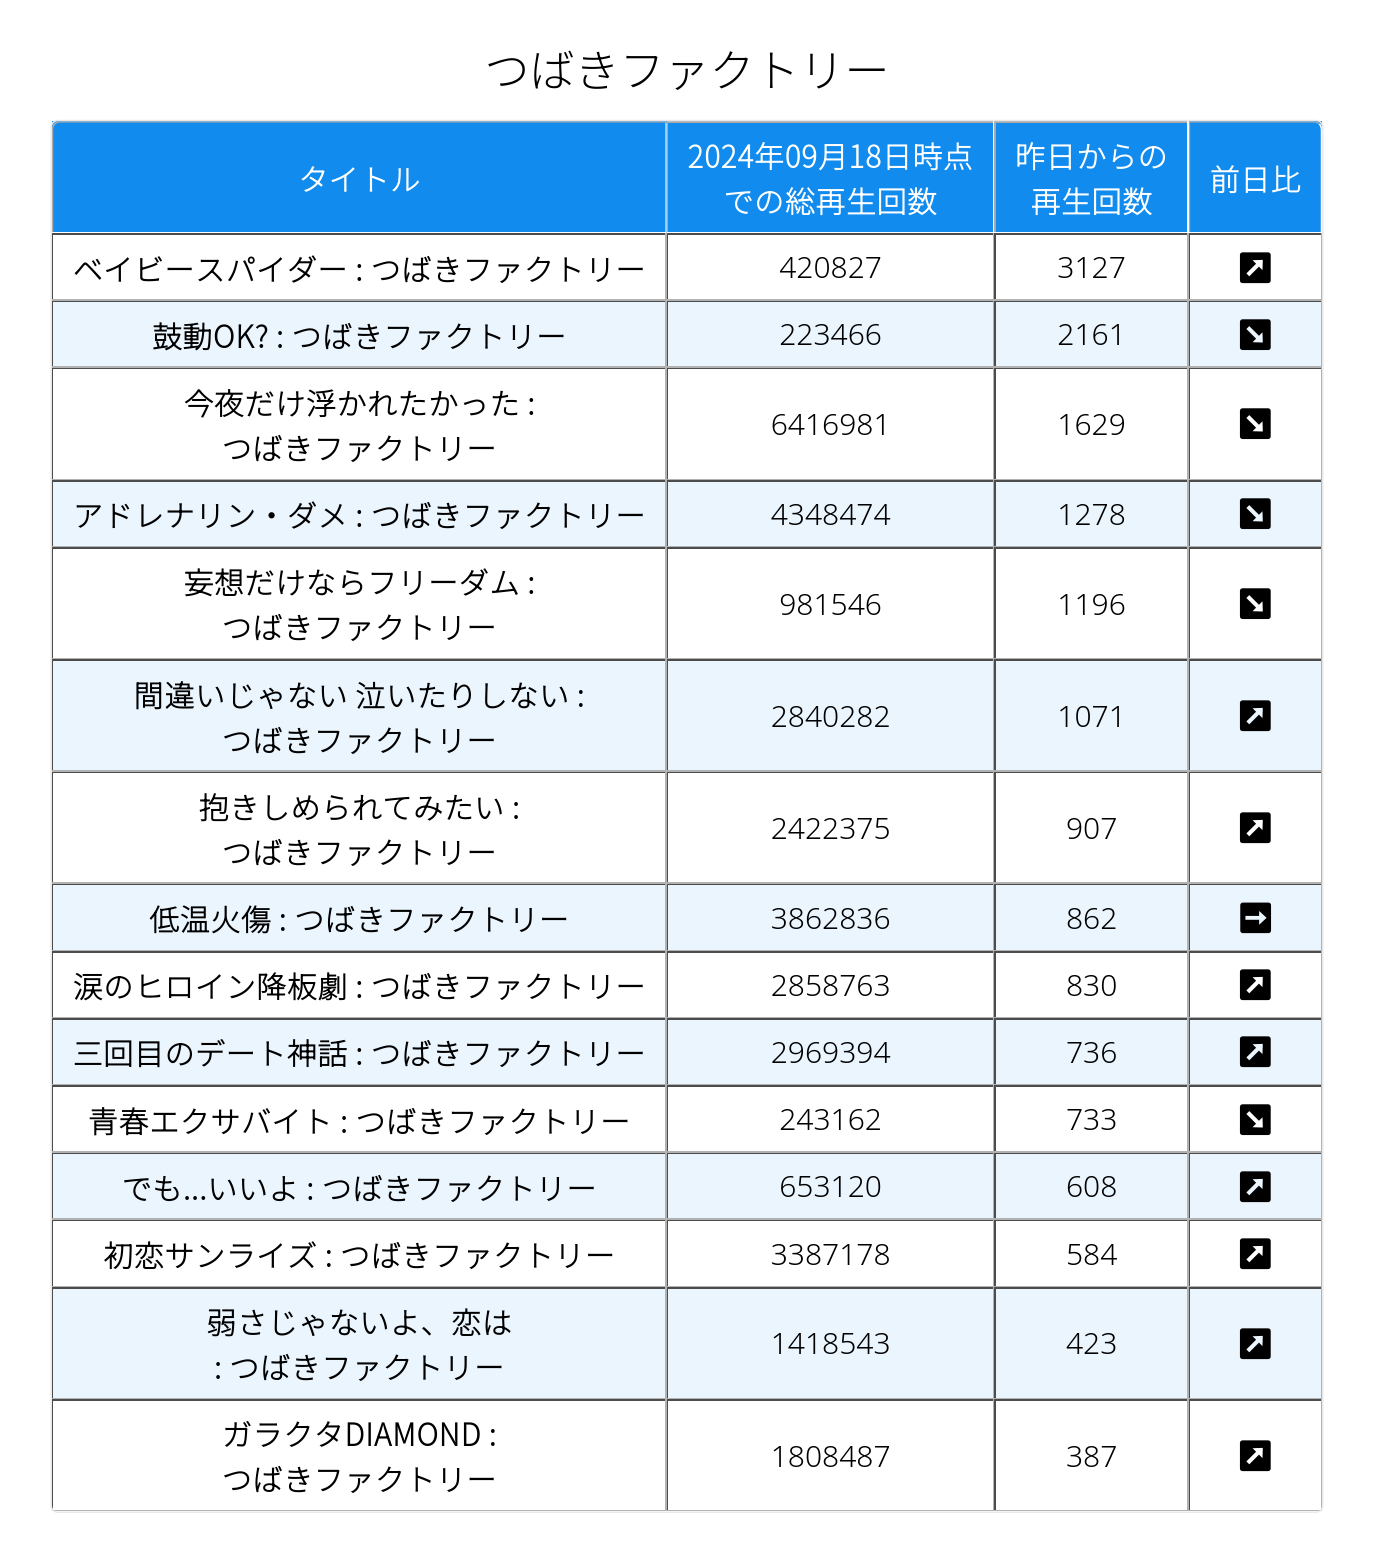 つばきファクトリー
タイトル
2024年09月18日時点
での総再生回数
昨日からの
再生回数
前日比
ベイビースパイダー : つばきファクトリー
420827
3127
鼓動OK? : つばきファクトリー
223466
2161
今夜だけ浮かれたかった :
つばきファクトリー
6416981
1629
アドレナリン・ダメ : つばきファクトリー
4348474
1278
妄想だけならフリーダム :
つばきファクトリー
981546
1196
間違いじゃない 泣いたりしない :
つばきファクトリー
2840282
1071
抱きしめられてみたい :
つばきファクトリー
2422375
907
低温火傷 : つばきファクトリー
3862836
862
涙のヒロイン降板劇 : つばきファクトリー
2858763
830
三回目のデート神話 : つばきファクトリー
2969394
736
青春エクサバイト : つばきファクトリー
243162
733
でも...いいよ : つばきファクトリー
653120
608
初恋サンライズ : つばきファクトリー
3387178
584
弱さじゃないよ、恋は
: つばきファクトリー
1418543
423
ガラクタDIAMOND :
つばきファクトリー
1808487
387